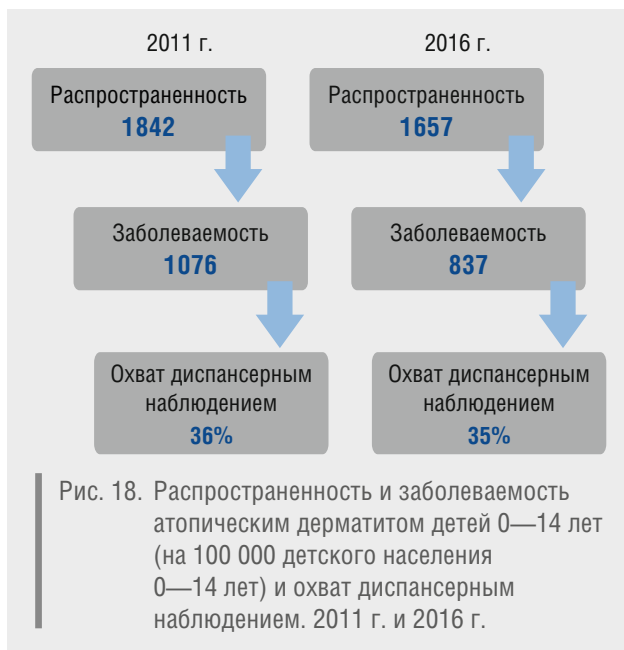 2011 г.
2016 г.
Распространенность
1842
Распространенность
1657
Заболеваемость
1076
Заболеваемость
837
Охват диспансерным
наблюдением
36%
Охват диспансерным
наблюдением
35%
Рис. 18. Распространенность и заболеваемость
атопическим дерматитом детей 0—14 лет
(на 100 000 детского населения
0—14 лет) и охват диспансерным
наблюдением. 2011 г. и 2016 г.